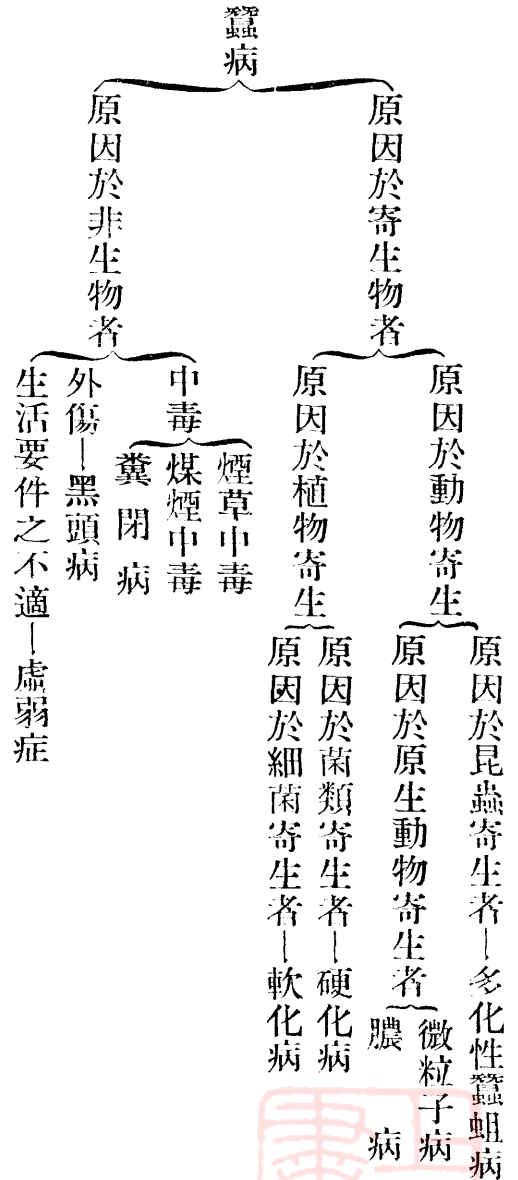 蠶病
原因於寄生物者
原因於動物寄生
原因於昆蟲寄生者―多化性蠶蛆病
原因於原生動物寄生者
微粒子病
膿病
原因於植物寄生
原因於菌類寄生者―硬化病
原因於細菌寄生者―軟化病
原因於非生物者
中毒
煙草中毒
煤煙中毒
糞閉病
外傷―黑頭病
生活要件之不適―虛弱症